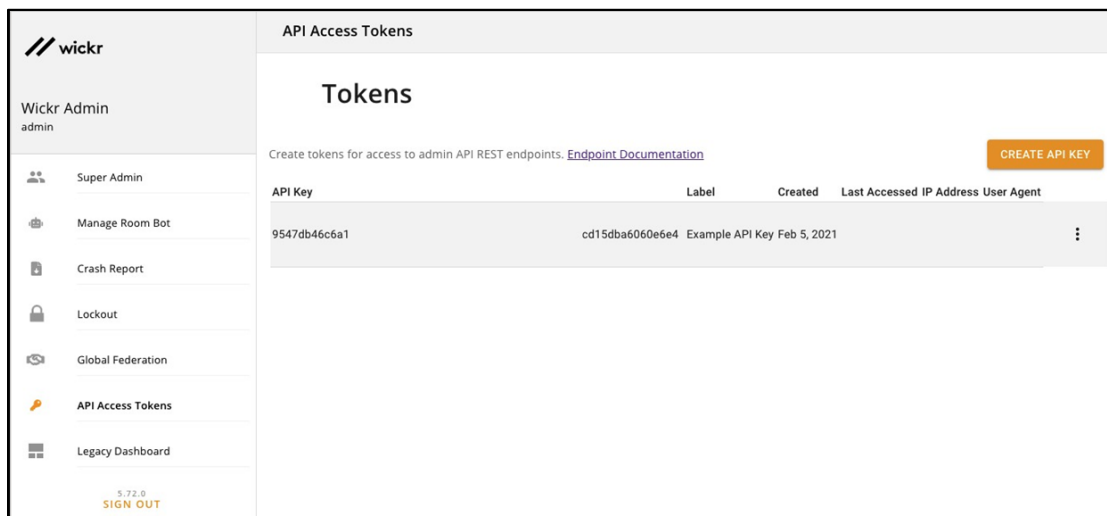 wickr
Wickr Admin
admin
Super Admin
Manage Room Bot
Crash Report
Lockout
Global Federation
API Access Tokens
Legacy Dashboard
5.72.0
SIGN OUT
API Access Tokens
Tokens
Create tokens for access to admin API REST endpoints. Endpoint Documentation
CREATE API KEY
API Key Label Created Last Accessed IP Address User Agent
9547db46c6a1 cd15dba6060e6e4 Example API Key Feb 5, 2021